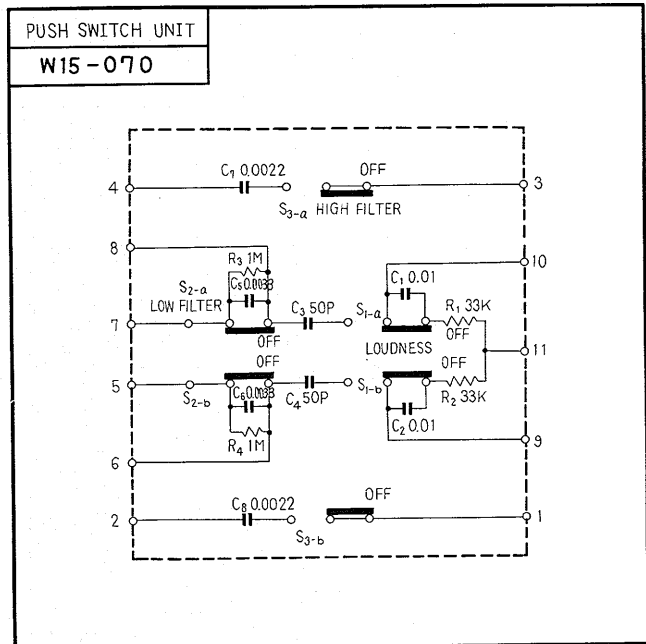 PUSH SWITCH UNIT
W15-070
C7 0.0022
OFF
4
3
S3-a HIGH FILTER
8
10
R3 1M
C1 0.01
S2-a
C5 0.0033
LOW FILTER
C3 50P
S1-a
R1 33K
7
OFF
OFF
LOUDNESS
11
OFF
OFF
5
S2-b
C6 0.0033
C4 50P
S1-b
R2 33K
R4 1M
C2 0.01
9
6
C8 0.0022
OFF
2
1
S3-b